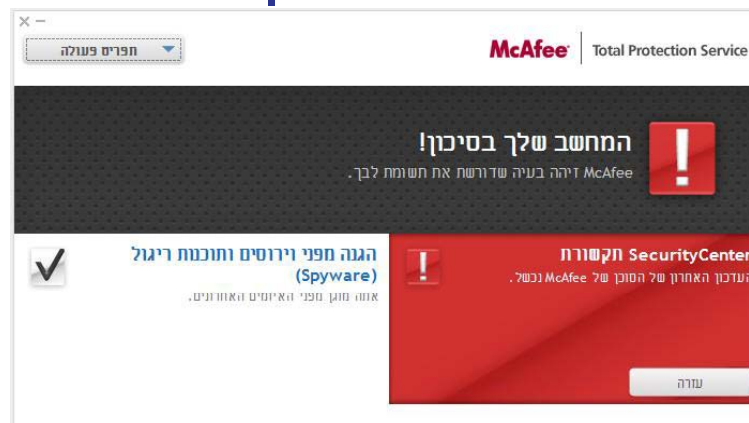 McAfee | Total Protection Service
תפריט פעולה
המחשב שלך בסיכון!
McAfee זיהה בעיה שדורשת את תשומת לבך.
תקשורת SecurityCenter
העדכון האחרון של הסוכן של McAfee נכשל.
עזרה
הגנה מפני וירוסים ותוכנות ריגול
(Spyware)
אתה מוגן מפני האיומים האחרונים.